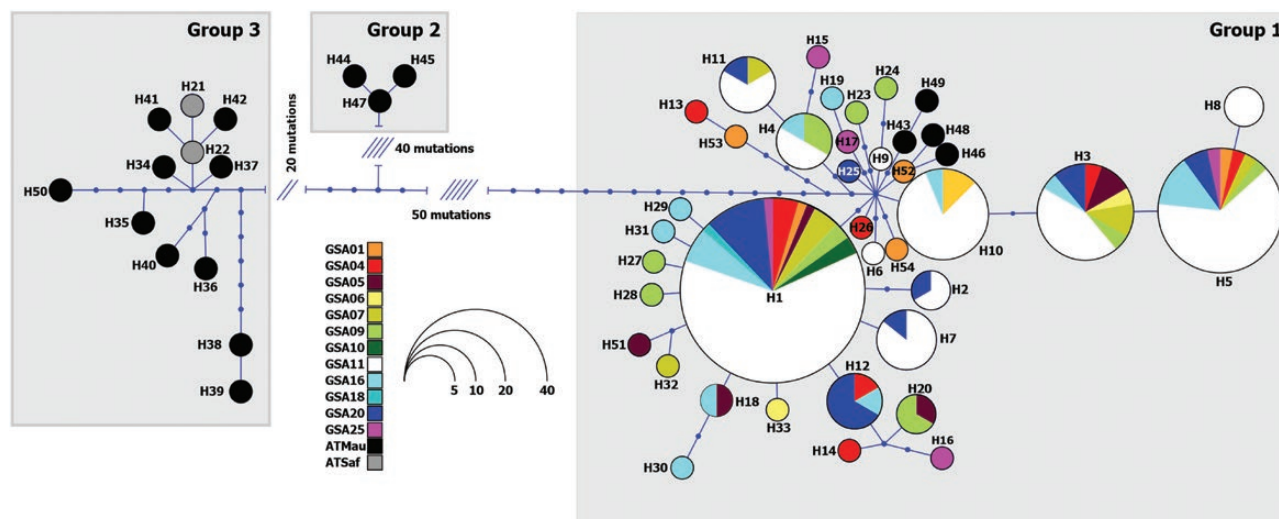 Group 3
Group 2
Group 1
H21
H41
H42
H22
H34
H37
H50
H35
H40
H36
H38
H39
20 mutations
H44
H45
H47
40 mutations
50 mutations
GSA01
GSA04
GSA05
GSA06
GSA07
GSA09
GSA10
GSA11
GSA16
GSA18
GSA20
GSA25
ATMau
ATSaf
5 10 20 40
H15
H11
H19
H24
H23
H49
H13
H53
H4
H17
H43
H48
H9
H46
H25
H52
H8
H3
H5
H10
H29
H31
H27
H28
H26
H6
H54
H1
H2
H7
H51
H32
H18
H33
H12
H20
H14
H16
H30